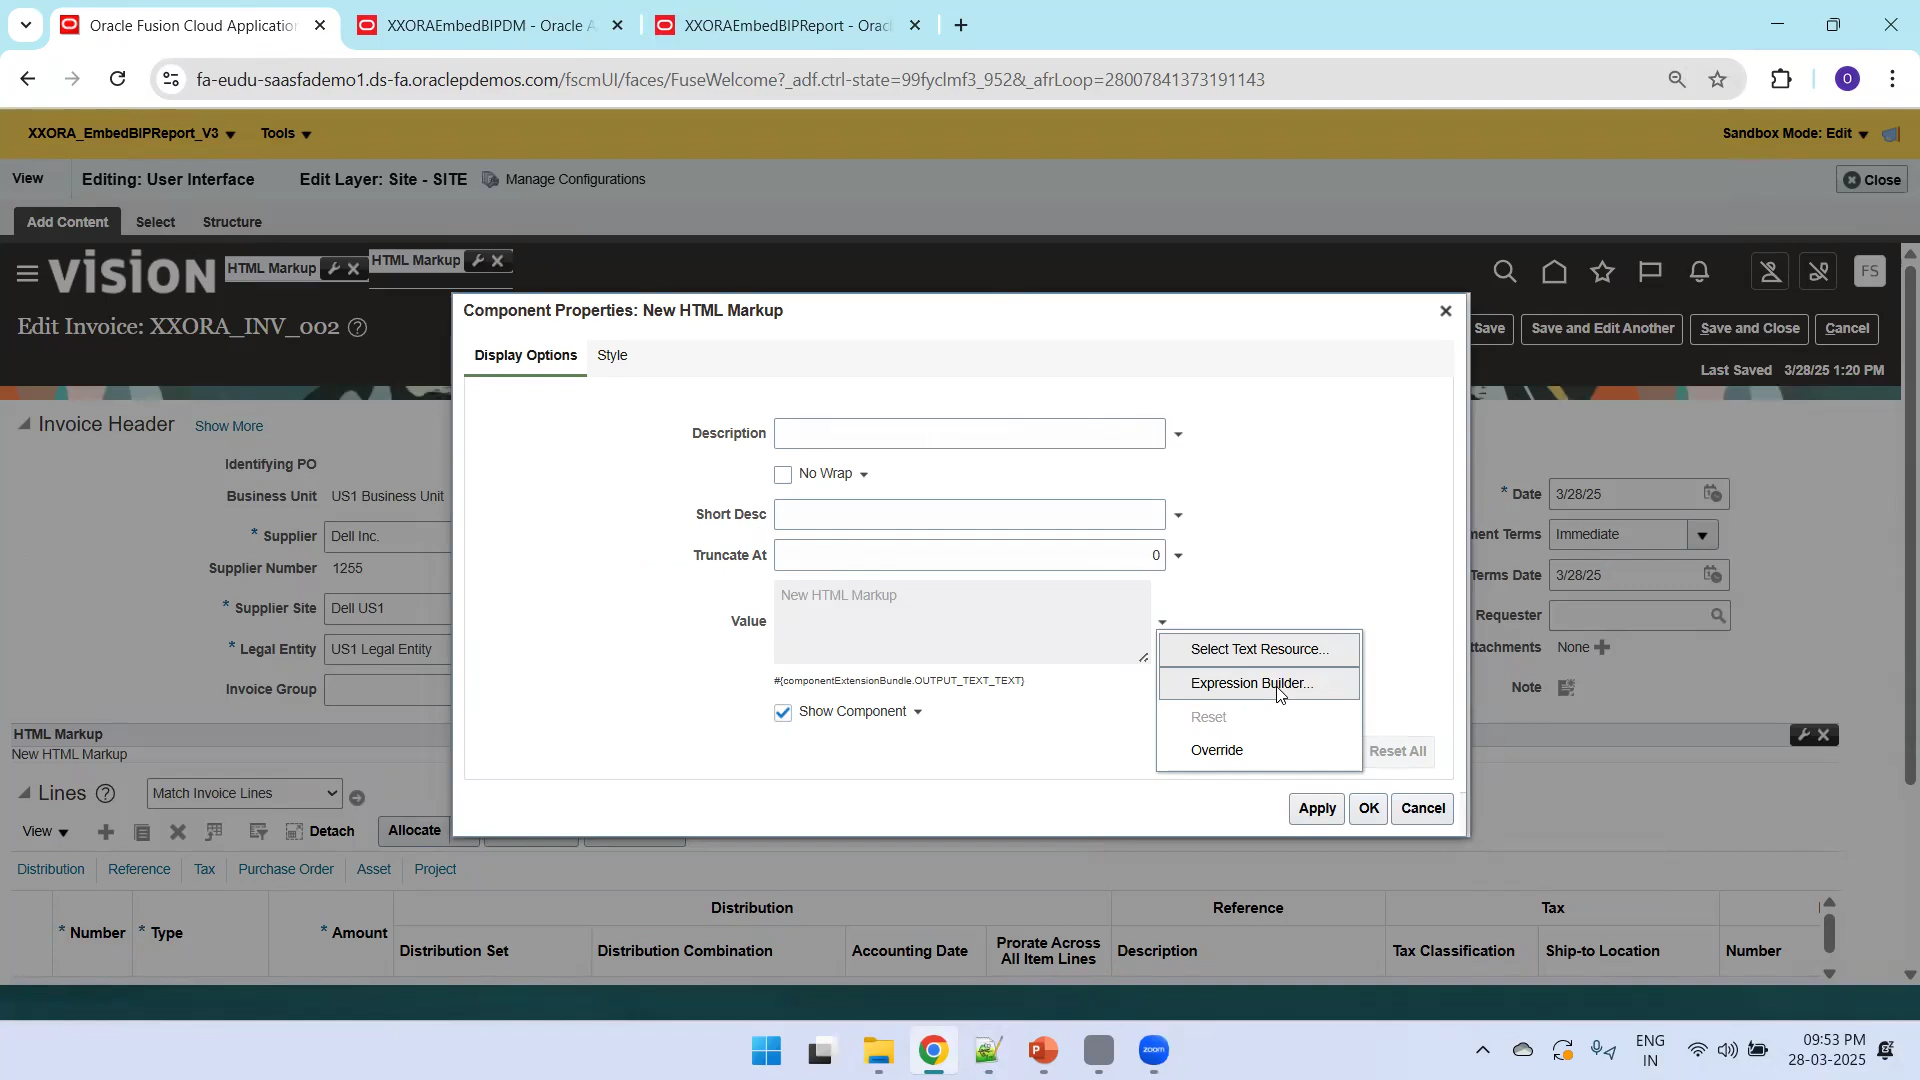 Oracle Fusion Cloud Application
XXORAEmbedBIPDM - Oracle A
XXORAEmbedBIPReport - Orac
fa-eudu-saasfademo1.ds-fa.oraclepdemos.com/fscmUI/faces/FuseWelcome?_adf.ctrl-state=99fyclmf3_952&_afrLoop=28007841373191143
O
XXORA_EmbedBIPReport_V3
Tools
Sandbox Mode: Edit
View
Editing: User Interface
Edit Layer: Site - SITE
Manage Configurations
Close
Add Content
Select
Structure
VISION
HTML Markup
HTML Markup
FS
Edit Invoice: XXORA_INV_002
Save
Save and Edit Another
Save and Close
Cancel
Last Saved 3/28/25 1:20 PM
Component Properties: New HTML Markup
Display Options
Style
Description
No Wrap
Short Desc
Truncate At
0
Value
New HTML Markup
#{componentExtensionBundle.OUTPUT_TEXT_TEXT}
Show Component
Select Text Resource...
Expression Builder...
Reset
Override
Reset All
Apply
OK
Cancel
Invoice Header
Show More
Identifying PO
Business Unit US1 Business Unit
* Supplier Dell Inc.
Supplier Number 1255
* Supplier Site Dell US1
* Legal Entity US1 Legal Entity
Invoice Group
* Date 3/28/25
ment Terms Immediate
Terms Date 3/28/25
Requester
ttachments None
Note
HTML Markup
New HTML Markup
Lines
Match Invoice Lines
View
Detach
Allocate
Distribution
Reference
Tax
Purchase Order
Asset
Project
Distribution
Reference
Tax
* Number
* Type
* Amount
Distribution Set
Distribution Combination
Accounting Date
Prorate Across
All Item Lines
Description
Tax Classification
Ship-to Location
Number
zoom
ENG
IN
09:53 PM
28-03-2025